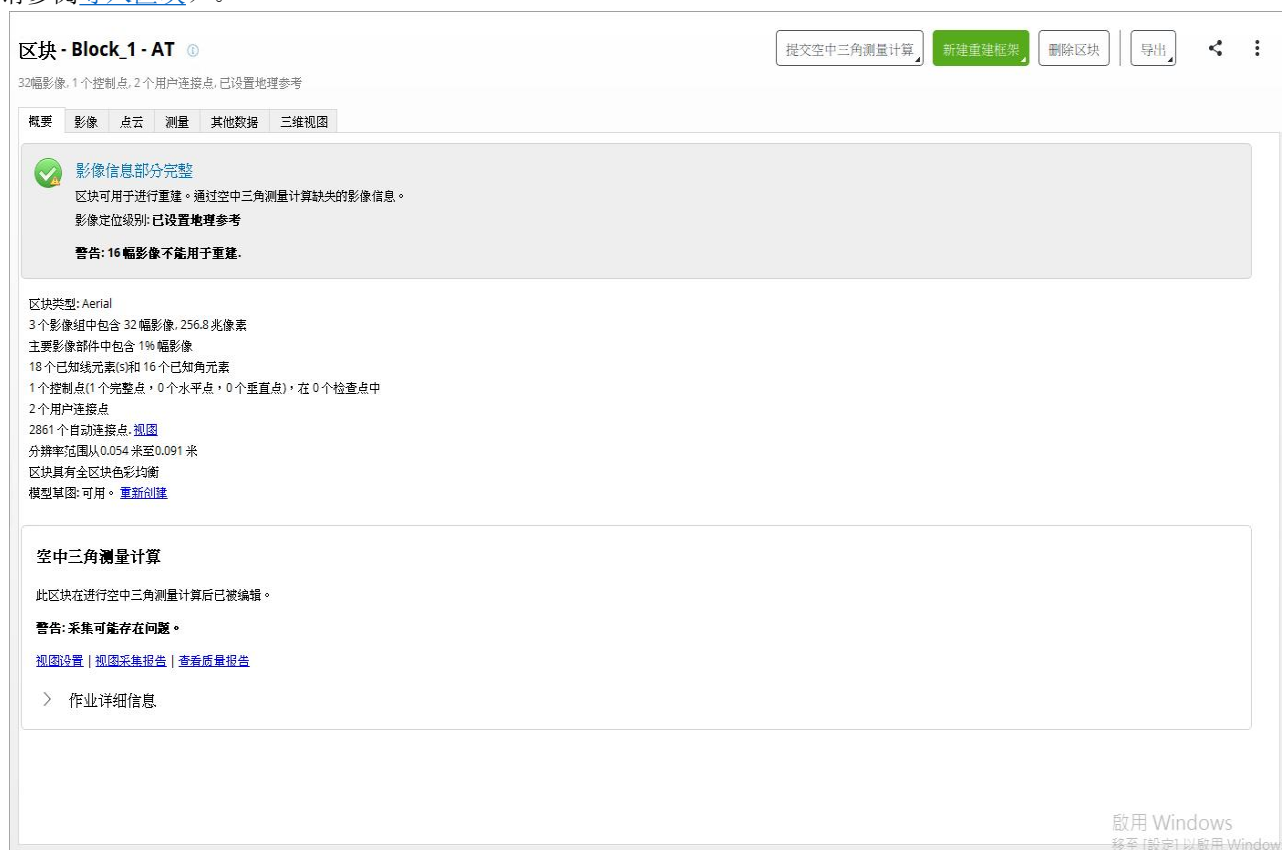 请参阅导入区块）。
区块 - Block_1 - AT
提交空中三角测量计算
新建重建框架
删除区块
导出
32幅影像, 1 个控制点, 2 个用户连接点, 已设置地理参考
概要 影像 点云 测量 其他数据 三维视图
影像信息部分完整
区块可用于进行重建。通过空中三角测量计算缺失的影像信息。
影像定位级别: 已设置地理参考
警告: 16 幅影像不能用于重建.
区块类型: Aerial
3 个影像组中包含 32 幅影像, 256.8 兆像素
主要影像部件中包含 1% 幅影像
18 个已知线元素(s)和 16 个已知角元素
1 个控制点(1 个完整点，0 个水平点，0 个垂直点)，在 0 个检查点中
2 个用户连接点
2861 个自动连接点. 视图
分辨率范围从0.054 米至0.091 米
区块具有全区块色彩均衡
模型草图: 可用。 重新创建
空中三角测量计算
此区块在进行空中三角测量计算后已被编辑。
警告: 采集可能存在问题。
视图设置 | 视图采集报告 | 查看质量报告
作业详细信息
啟用 Windows
移至 [設定] 以啟用 Window